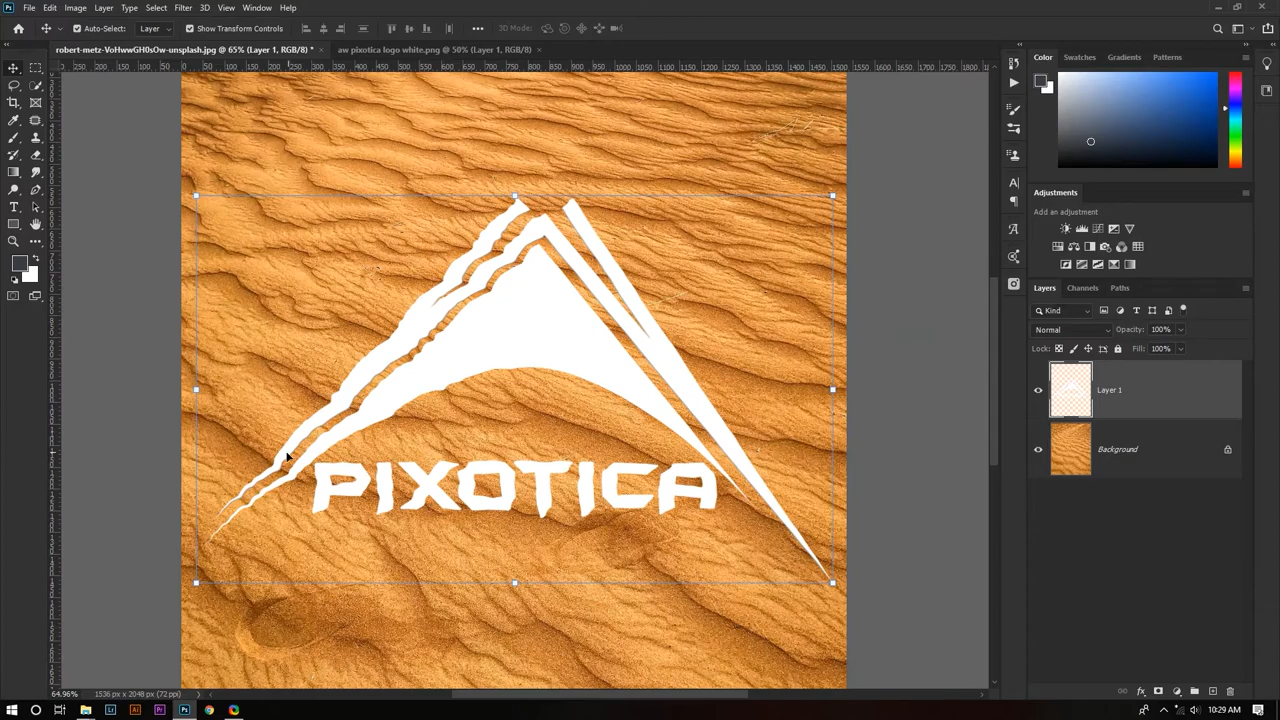 File Edit Image Layer Type Select Filter 3D View Window Help
Auto-Select: Layer Show Transform Controls 3D Mode:
robert-metz-VoHwwGH0sOw-unsplash.jpg @ 65% (Layer 1, RGB/8) * × aw pixotica logo white.png @ 50% (Layer 1, RGB/8) ×
Color Swatches Gradients Patterns
Adjustments
Add an adjustment
Layers Channels Paths
Kind
Normal Opacity: 100%
Lock: Fill: 100%
Layer 1
Background
PIXOTICA
64.96% 1536 px x 2048 px (72 ppi)
10:29 AM